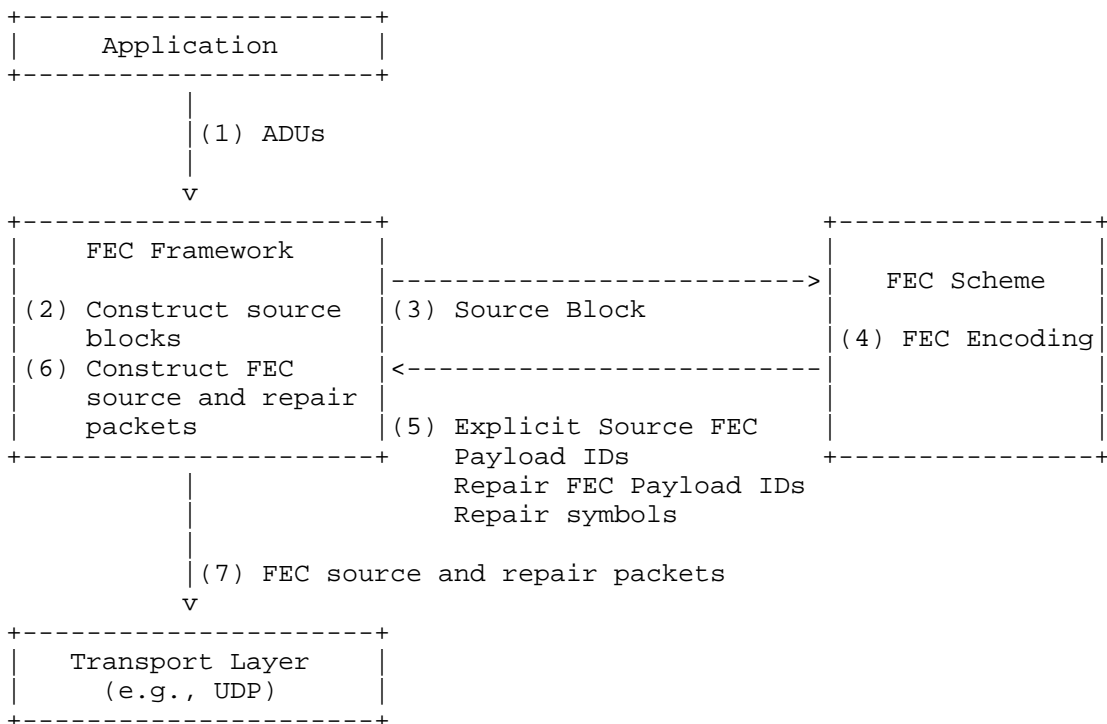 Application
(1) ADUs
v
FEC Framework
FEC Scheme
(2) Construct source
blocks
(3) Source Block
(4) FEC Encoding
(6) Construct FEC
source and repair
packets
(5) Explicit Source FEC
Payload IDs
Repair FEC Payload IDs
Repair symbols
(7) FEC source and repair packets
v
Transport Layer
(e.g., UDP)